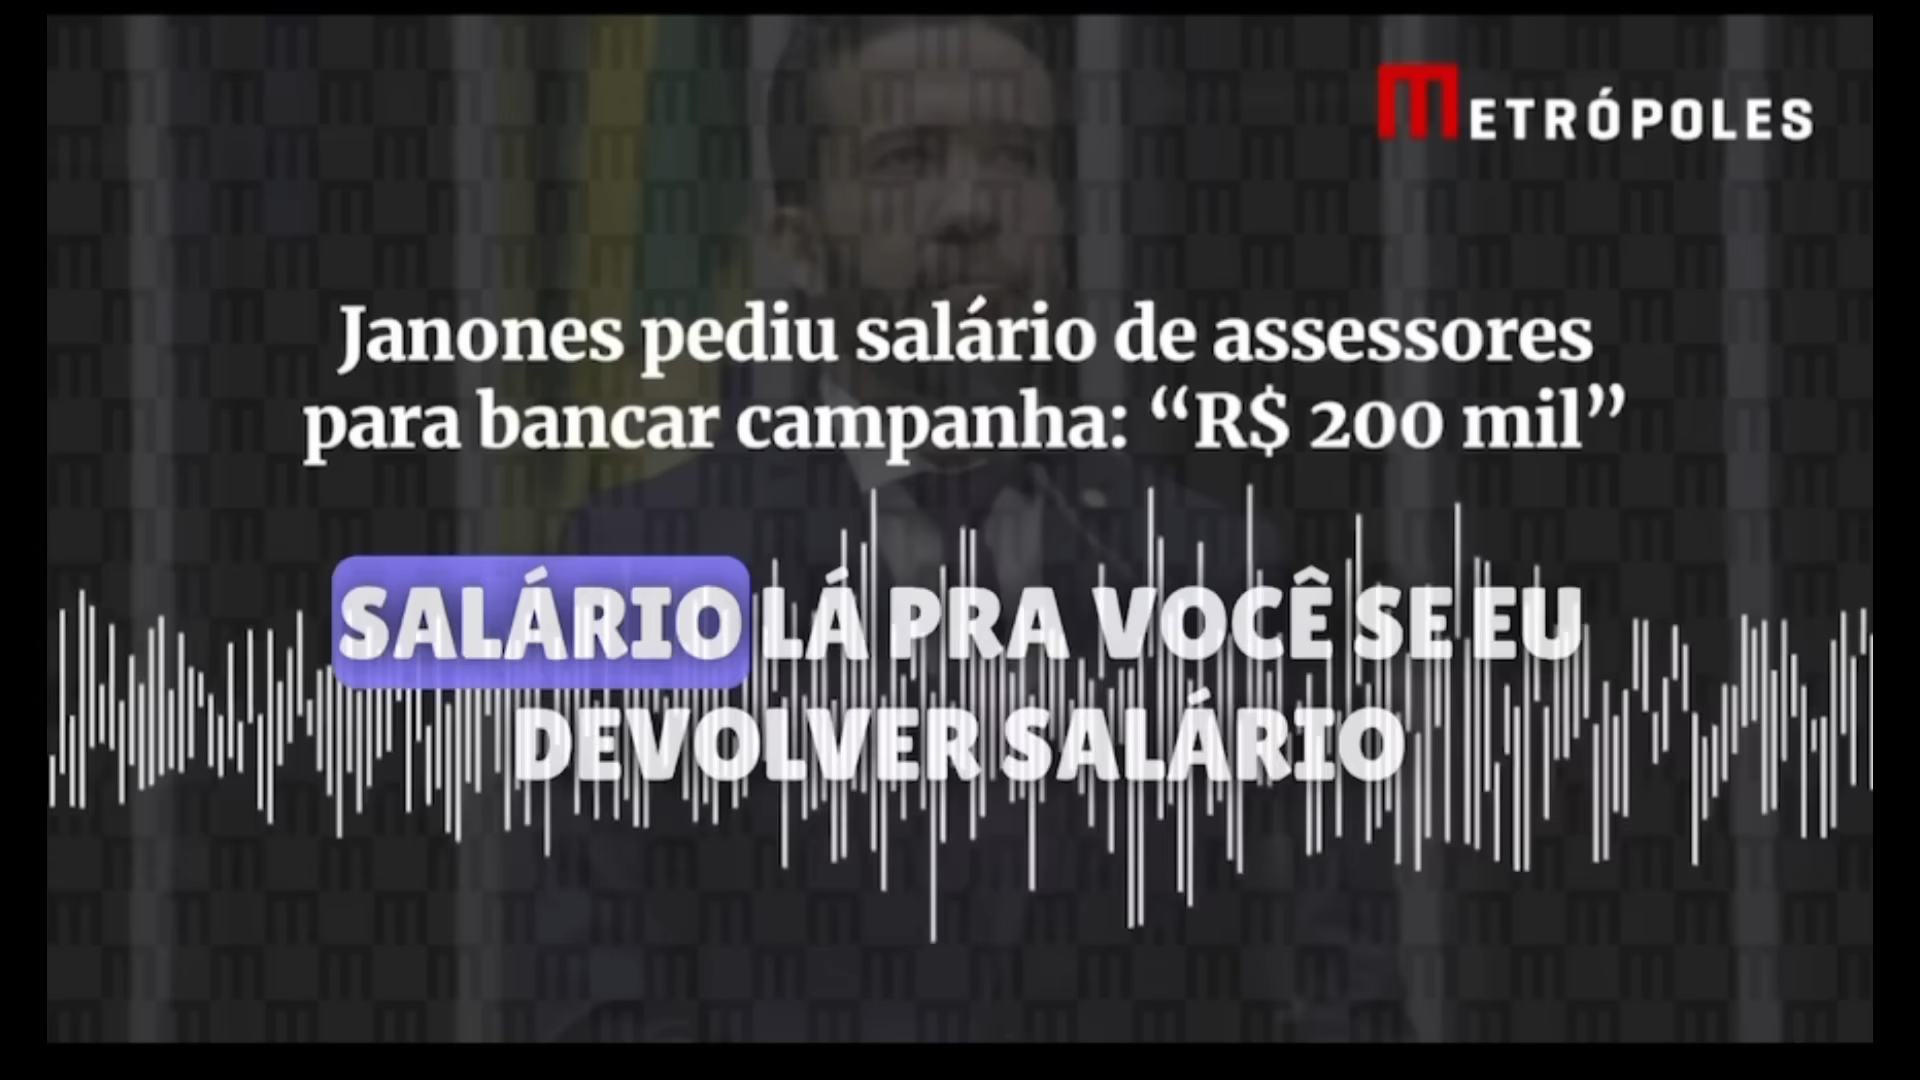 METRÓPOLES
Janones pediu salário de assessores
para bancar campanha: “R$ 200 mil”
SALÁRIO LÁ PRA VOCÊ SE EU
DEVOLVER SALÁRIO